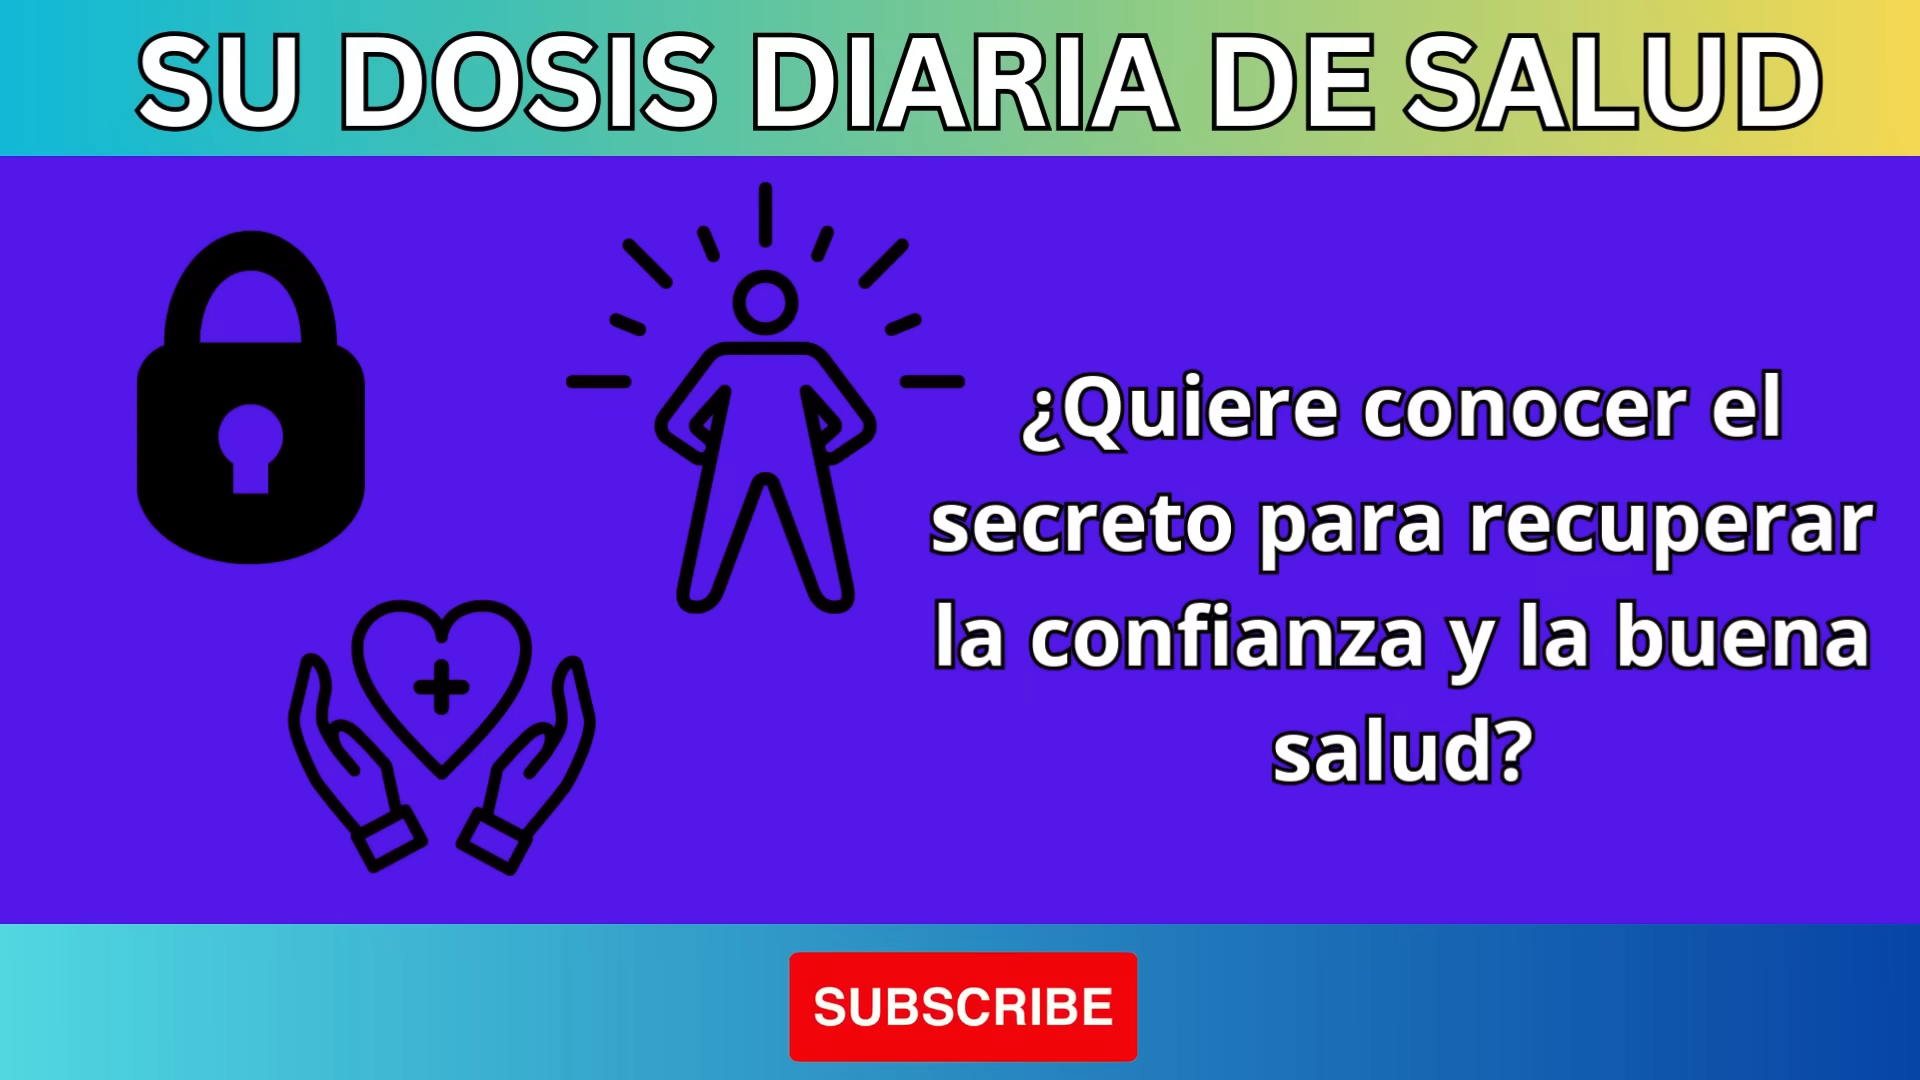 SU DOSIS DIARIA DE SALUD
¿Quiere conocer el
secreto para recuperar
la confianza y la buena
salud?
SUBSCRIBE